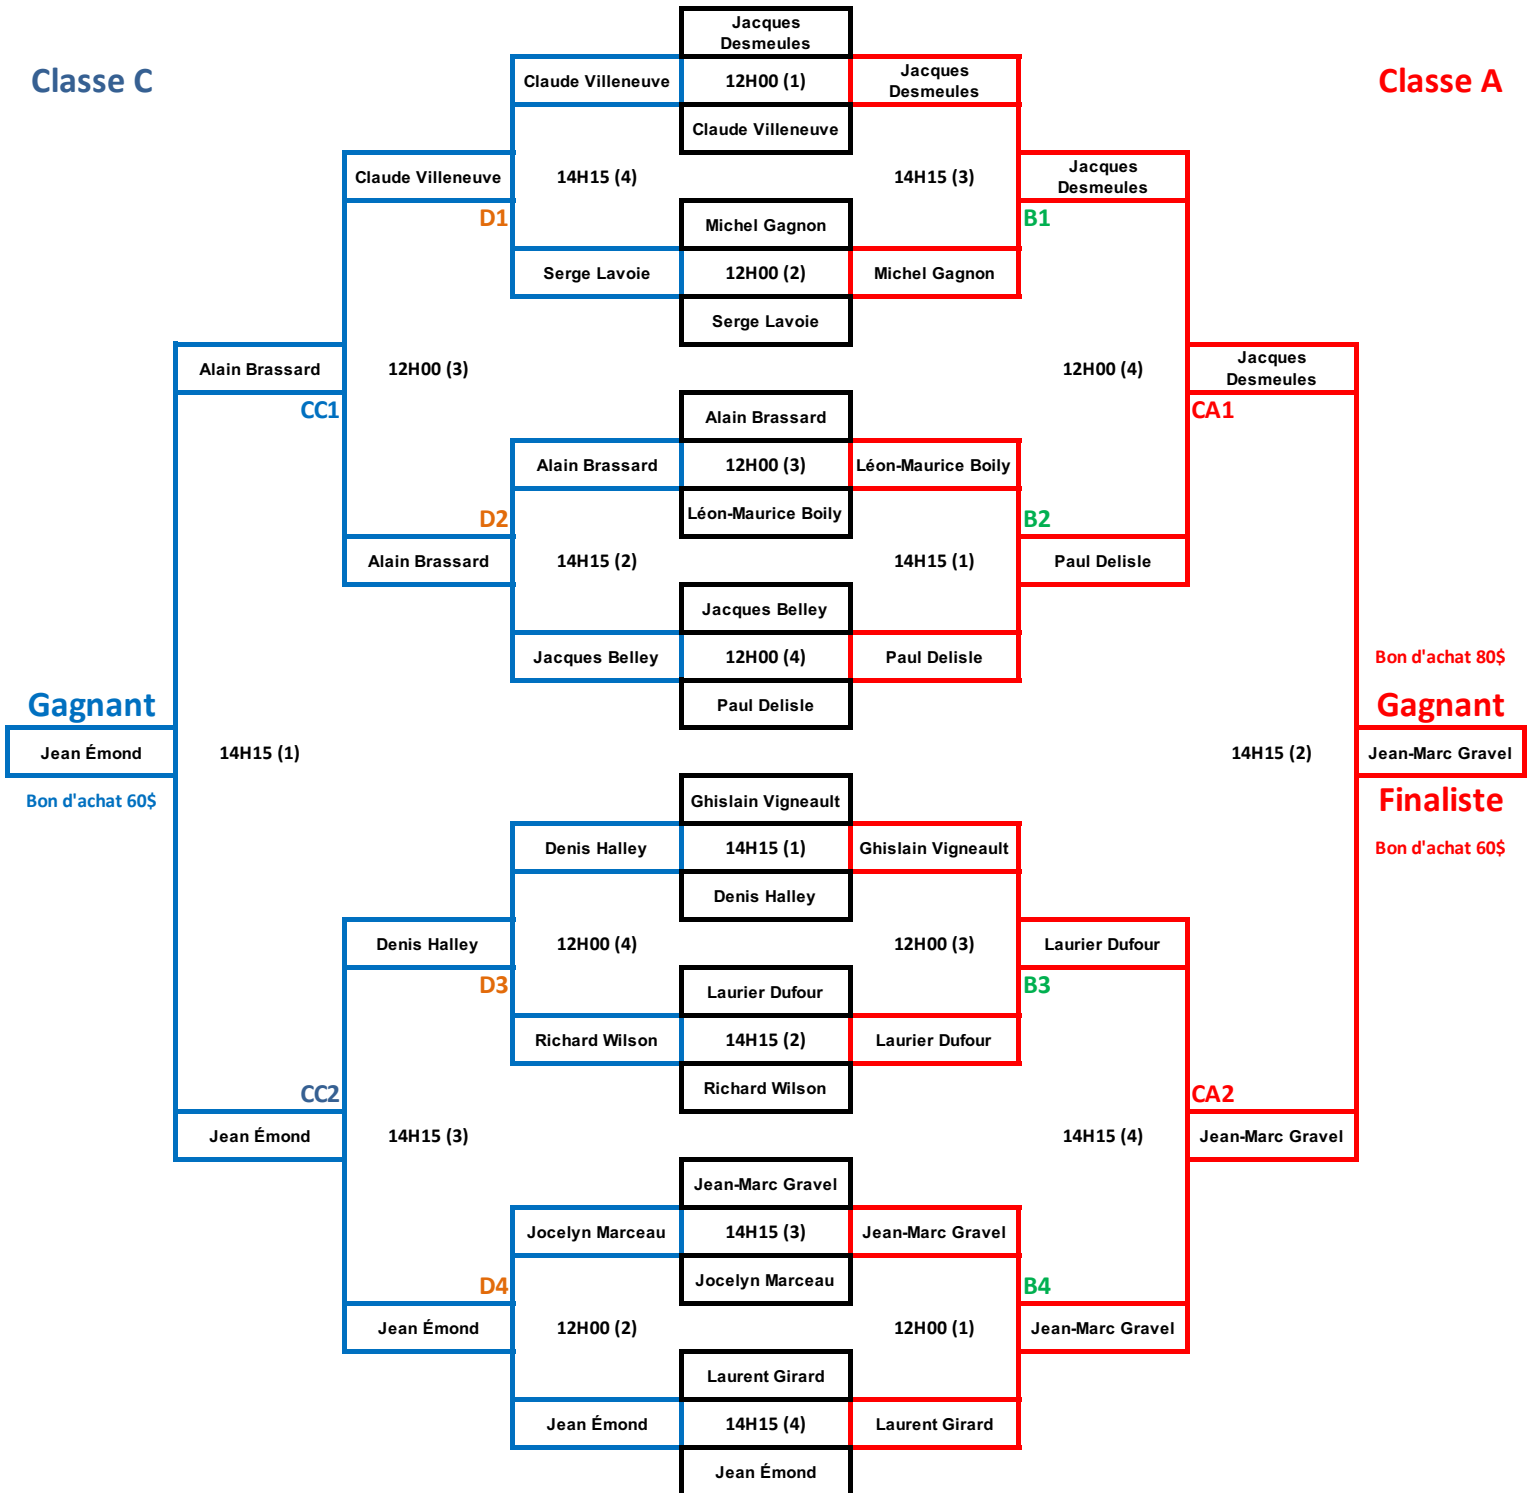 Jacques
Desmeules
Classe C
Claude Villeneuve
12H00 (1)
Jacques
Desmeules
Classe A
Claude Villeneuve
Claude Villeneuve
14H15 (4)
14H15 (3)
Jacques
Desmeules
D1
Michel Gagnon
B1
Serge Lavoie
12H00 (2)
Michel Gagnon
Serge Lavoie
Alain Brassard
12H00 (3)
12H00 (4)
Jacques
Desmeules
CC1
Alain Brassard
CA1
Alain Brassard
12H00 (3)
Léon-Maurice Boily
D2
Léon-Maurice Boily
B2
Alain Brassard
14H15 (2)
14H15 (1)
Paul Delisle
Jacques Belley
Jacques Belley
12H00 (4)
Paul Delisle
Bon d'achat 80$
Gagnant
Paul Delisle
Gagnant
Jean Émond
14H15 (1)
14H15 (2)
Jean-Marc Gravel
Bon d'achat 60$
Ghislain Vigneault
Finaliste
Denis Halley
14H15 (1)
Ghislain Vigneault
Bon d'achat 60$
Denis Halley
Denis Halley
12H00 (4)
12H00 (3)
Laurier Dufour
D3
Laurier Dufour
B3
Richard Wilson
14H15 (2)
Laurier Dufour
CC2
Richard Wilson
CA2
Jean Émond
14H15 (3)
14H15 (4)
Jean-Marc Gravel
Jean-Marc Gravel
Jocelyn Marceau
14H15 (3)
Jean-Marc Gravel
D4
Jocelyn Marceau
B4
Jean Émond
12H00 (2)
12H00 (1)
Jean-Marc Gravel
Laurent Girard
Jean Émond
14H15 (4)
Laurent Girard
Jean Émond